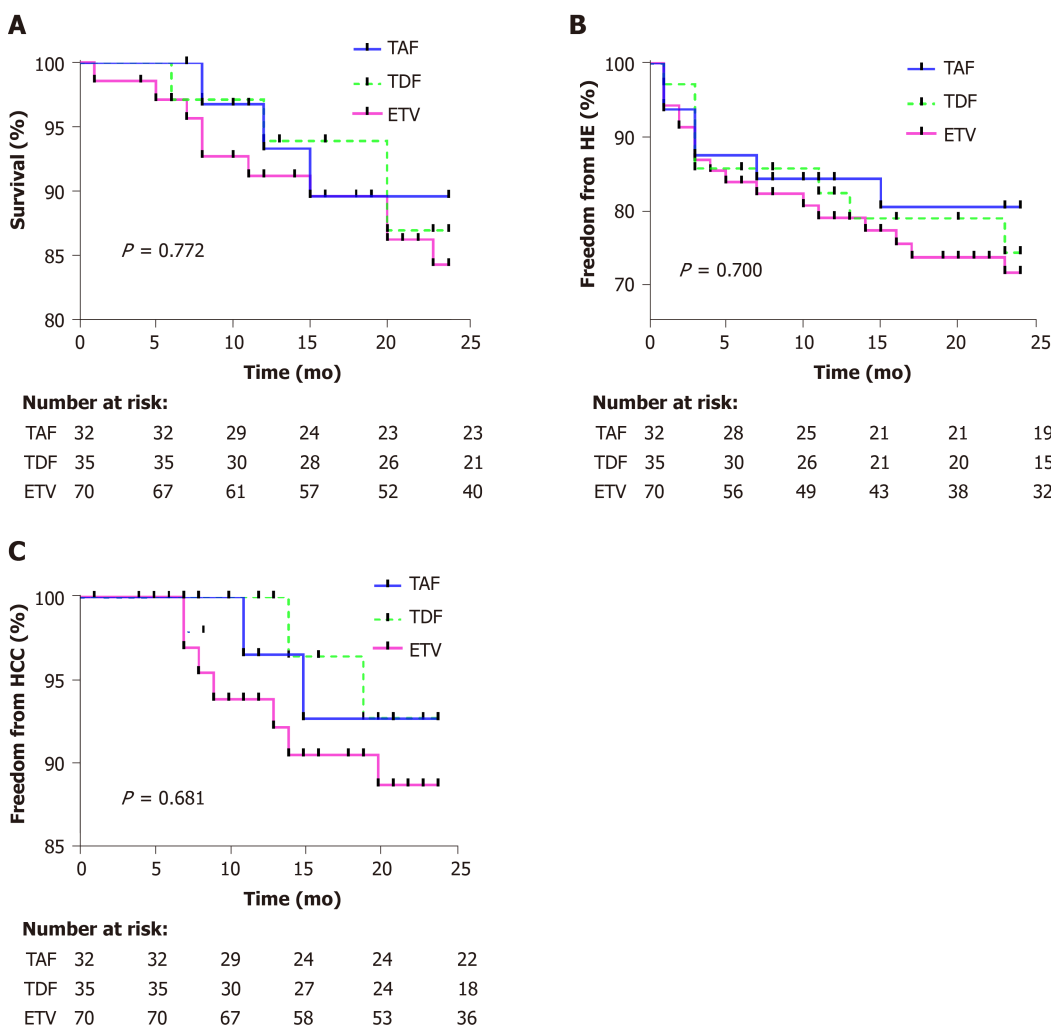 A
TAF
TDF
ETV
Survival (%)
100
95
90
85
80
P = 0.772
0 5 10 15 20 25
Time (mo)
Number at risk:
TAF 32 32 29 24 23 23
TDF 35 35 30 28 26 21
ETV 70 67 61 57 52 40
B
TAF
TDF
ETV
Freedom from HE (%)
100
90
80
70
P = 0.700
0 5 10 15 20 25
Time (mo)
Number at risk:
TAF 32 28 25 21 21 19
TDF 35 30 26 21 20 15
ETV 70 56 49 43 38 32
C
TAF
TDF
ETV
Freedom from HCC (%)
100
95
90
85
P = 0.681
0 5 10 15 20 25
Time (mo)
Number at risk:
TAF 32 32 29 24 24 22
TDF 35 35 30 27 24 18
ETV 70 70 67 58 53 36